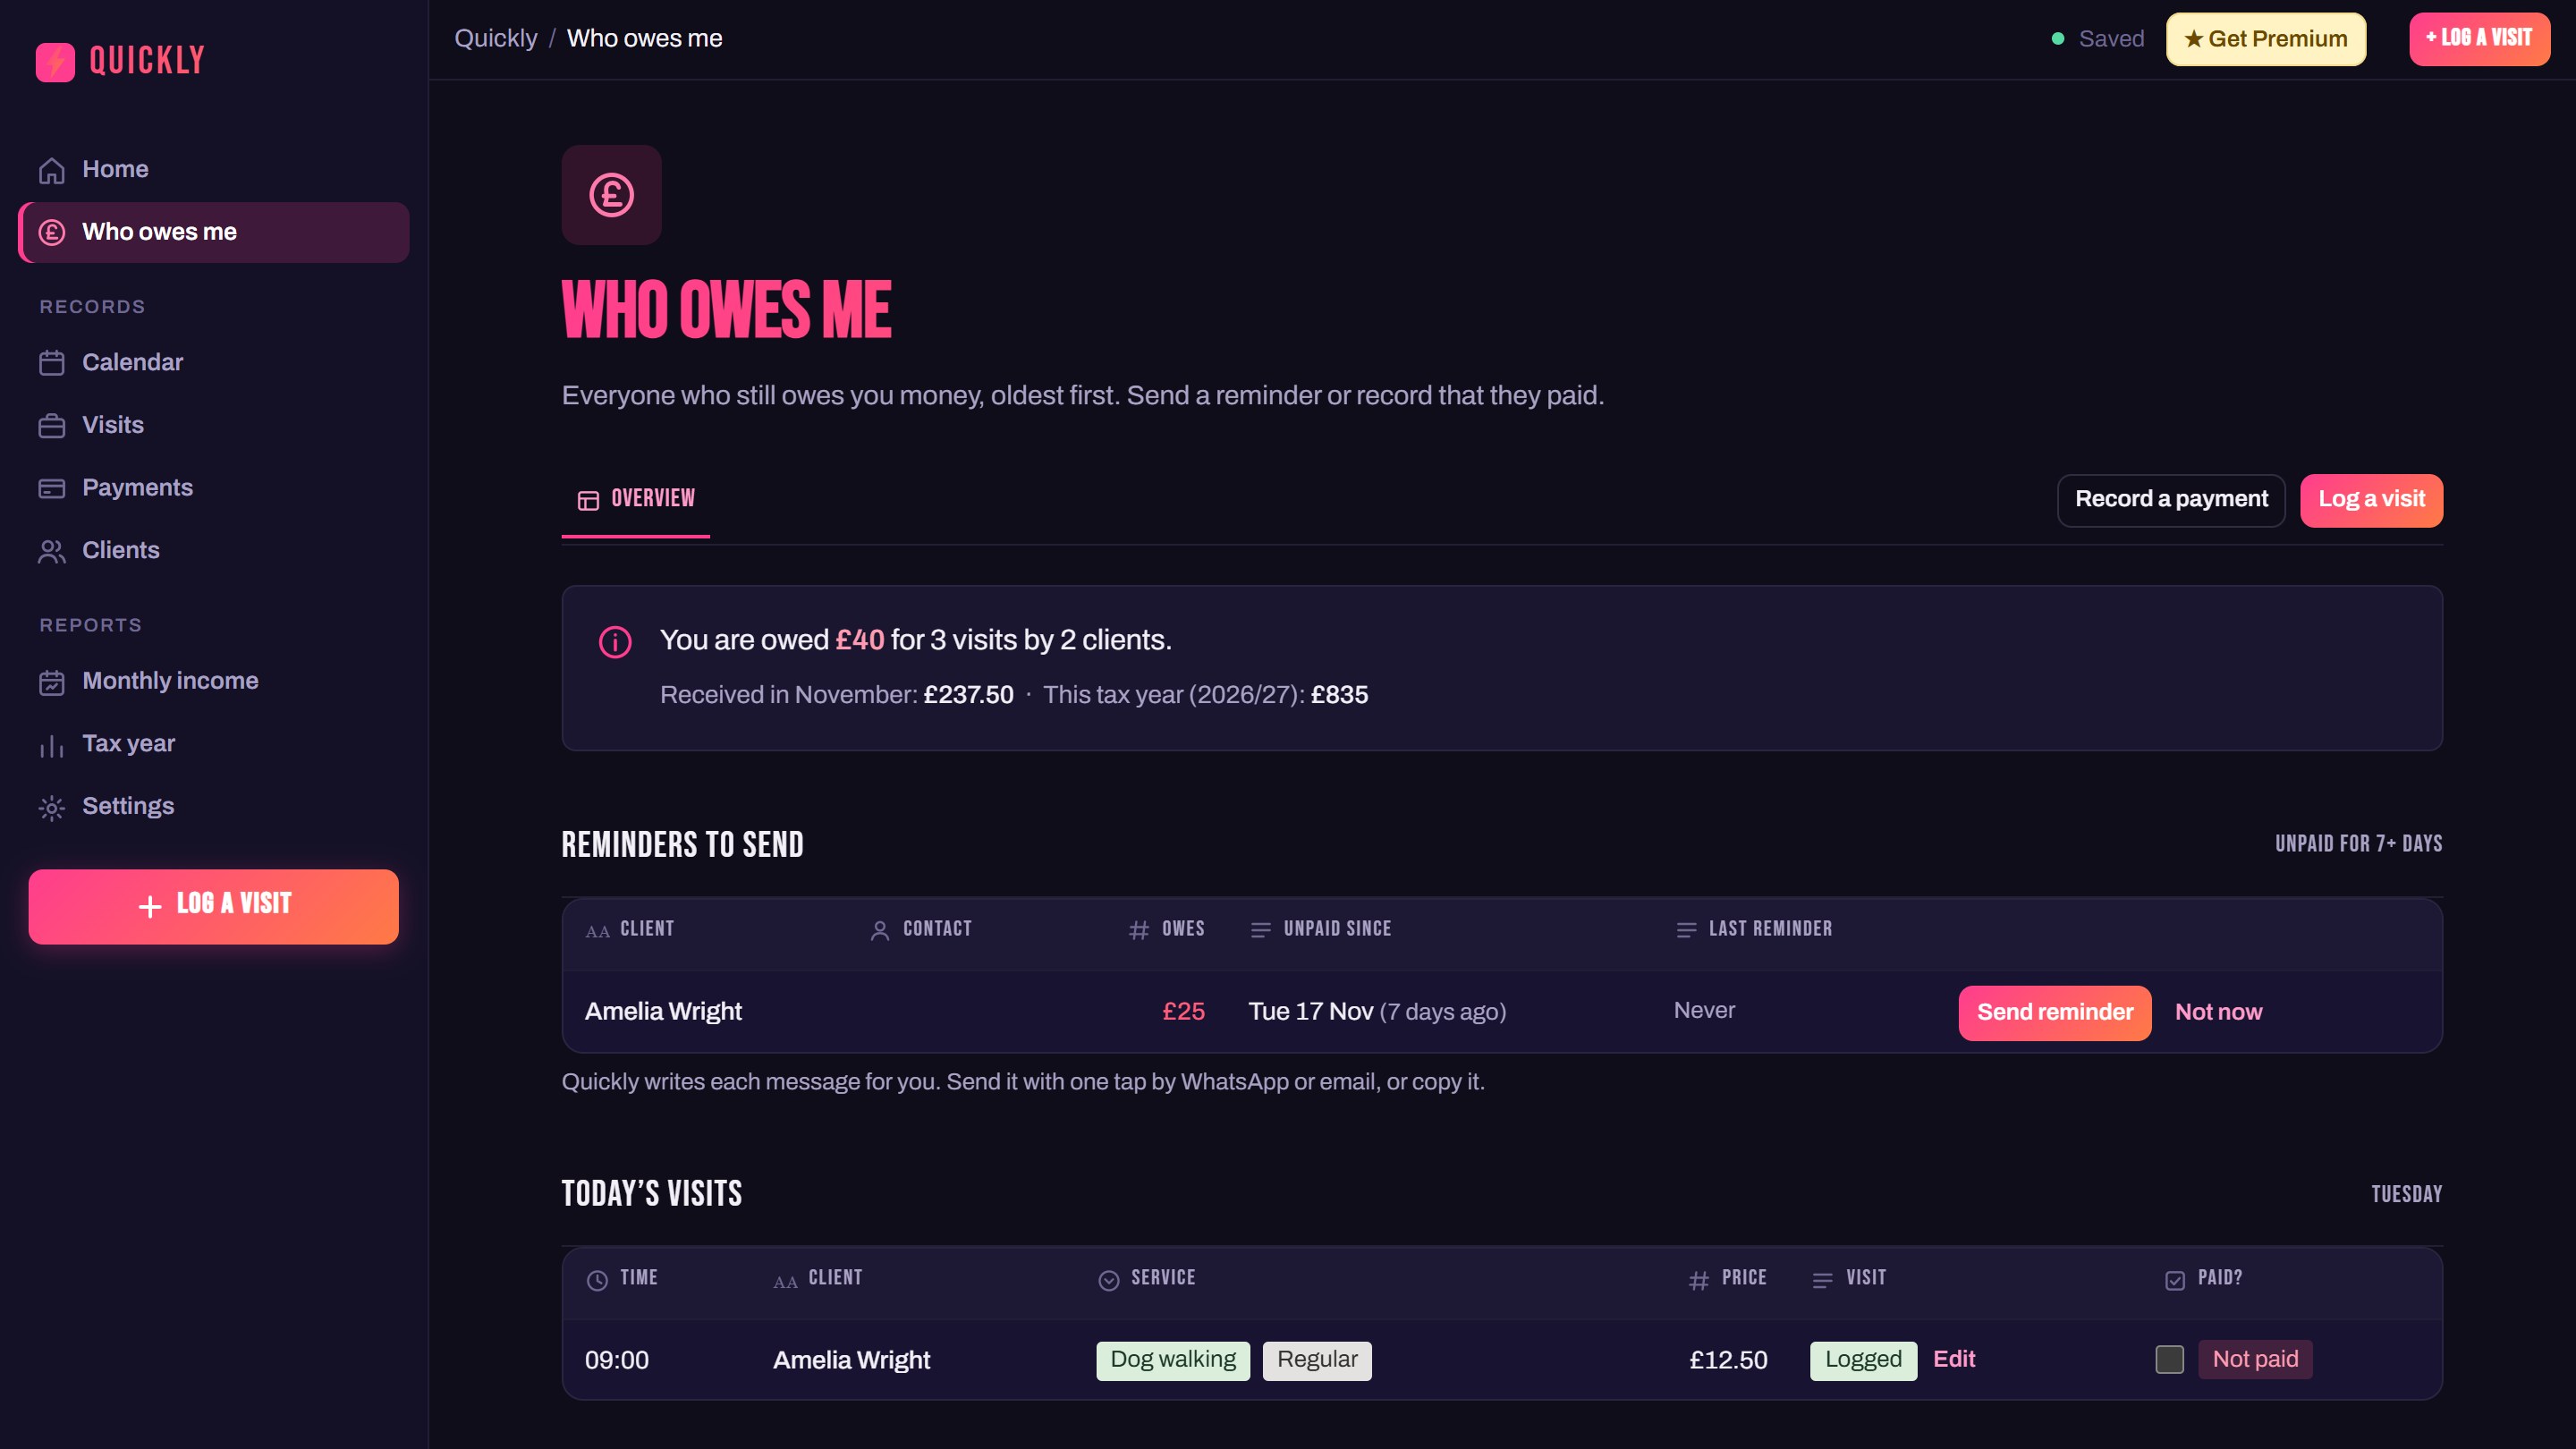 QUICKLY
Home
Who owes me
RECORDS
Calendar
Visits
Payments
Clients
REPORTS
Monthly income
Tax year
Settings
+ LOG A VISIT
Quickly / Who owes me
Saved
★ Get Premium
+ LOG A VISIT
WHO OWES ME
Everyone who still owes you money, oldest first. Send a reminder or record that they paid.
OVERVIEW
Record a payment
Log a visit
You are owed £40 for 3 visits by 2 clients.
Received in November: £237.50 · This tax year (2026/27): £835
REMINDERS TO SEND
UNPAID FOR 7+ DAYS
AA CLIENT CONTACT # OWES UNPAID SINCE LAST REMINDER
Amelia Wright £25 Tue 17 Nov (7 days ago) Never Send reminder Not now
Quickly writes each message for you. Send it with one tap by WhatsApp or email, or copy it.
TODAY’S VISITS
TUESDAY
TIME AA CLIENT SERVICE # PRICE VISIT PAID?
09:00 Amelia Wright Dog walking Regular £12.50 Logged Edit Not paid